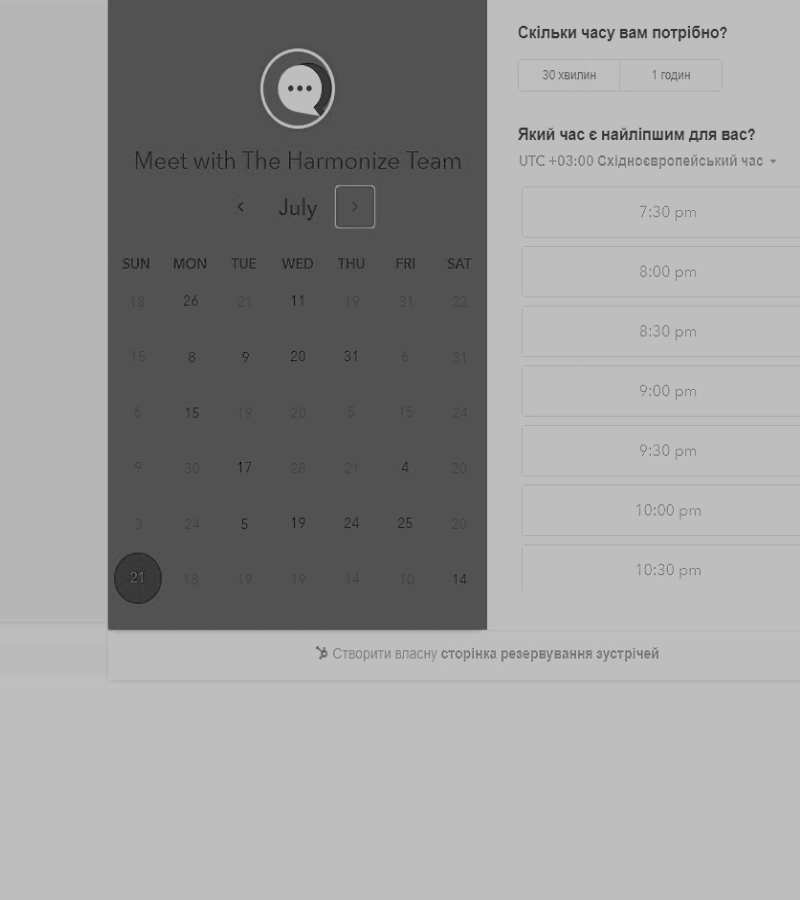 Meet with The Harmonize Team
July
SUN MON TUE WED THU FRI SAT
18 26 21 11 19 31 22
15 8 9 20 31 6 31
6 15 19 20 5 15 24
9 30 17 28 21 4 20
3 24 5 19 24 25 20
21 18 19 19 14 10 14
Скільки часу вам потрібно?
30 хвилин 1 годин
Який час є найліпшим для вас?
UTC +03:00 Східноєвропейський час
7:30 pm
8:00 pm
8:30 pm
9:00 pm
9:30 pm
10:00 pm
10:30 pm
Створити власну сторінка резервування зустрічей